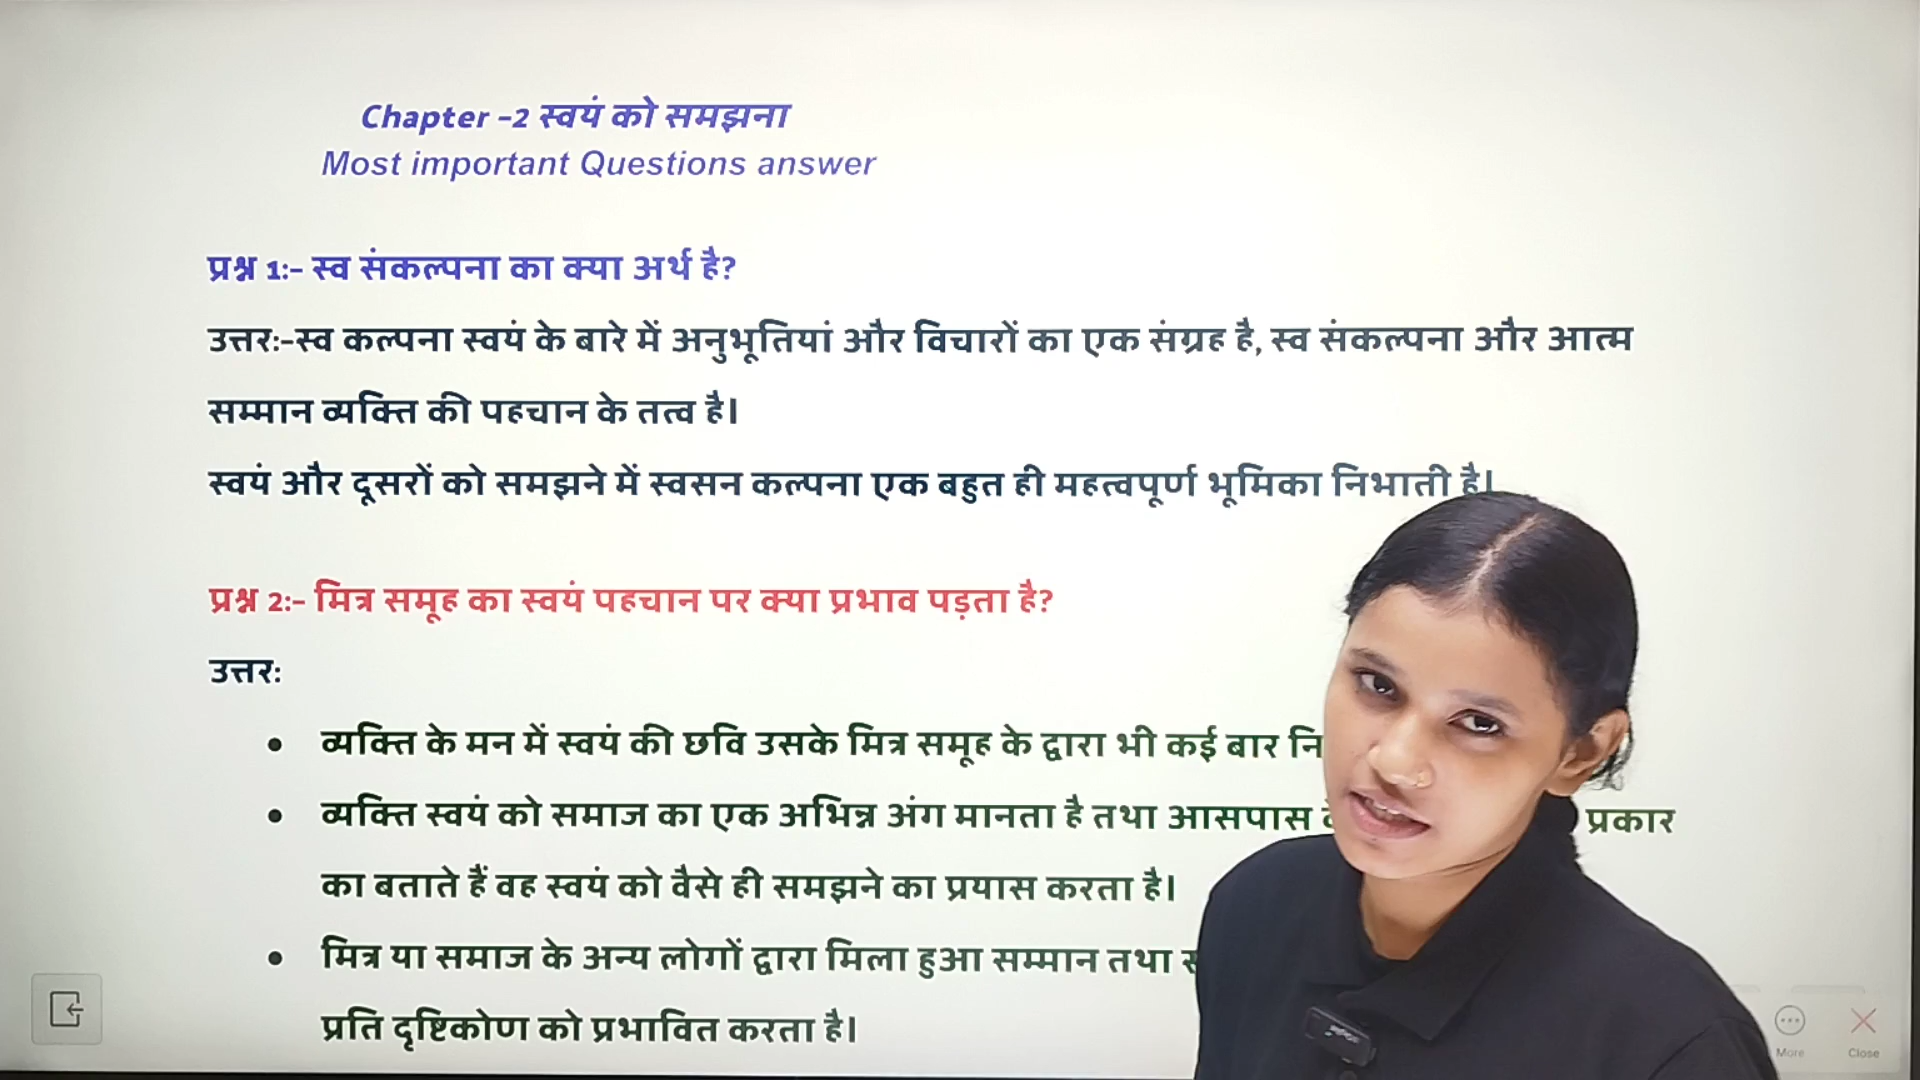 Chapter -2 स्वयं को समझना
Most important Questions answer
प्रश्न 1:- स्व संकल्पना का क्या अर्थ है?
उत्तर:-स्व कल्पना स्वयं के बारे में अनुभूतियां और विचारों का एक संग्रह है, स्व संकल्पना और आत्म
सम्मान व्यक्ति की पहचान के तत्व है।
स्वयं और दूसरों को समझने में स्वसन कल्पना एक बहुत ही महत्वपूर्ण भूमिका निभाती है।
प्रश्न 2:- मित्र समूह का स्वयं पहचान पर क्या प्रभाव पड़ता है?
उत्तर:
• व्यक्ति के मन में स्वयं की छवि उसके मित्र समूह के द्वारा भी कई बार
• व्यक्ति स्वयं को समाज का एक अभिन्न अंग मानता है तथा आसपास प्रकार
का बताते हैं वह स्वयं को वैसे ही समझने का प्रयास करता है।
• मित्र या समाज के अन्य लोगों द्वारा मिला हुआ सम्मान तथा
प्रति दृष्टिकोण को प्रभावित करता है।
More Close